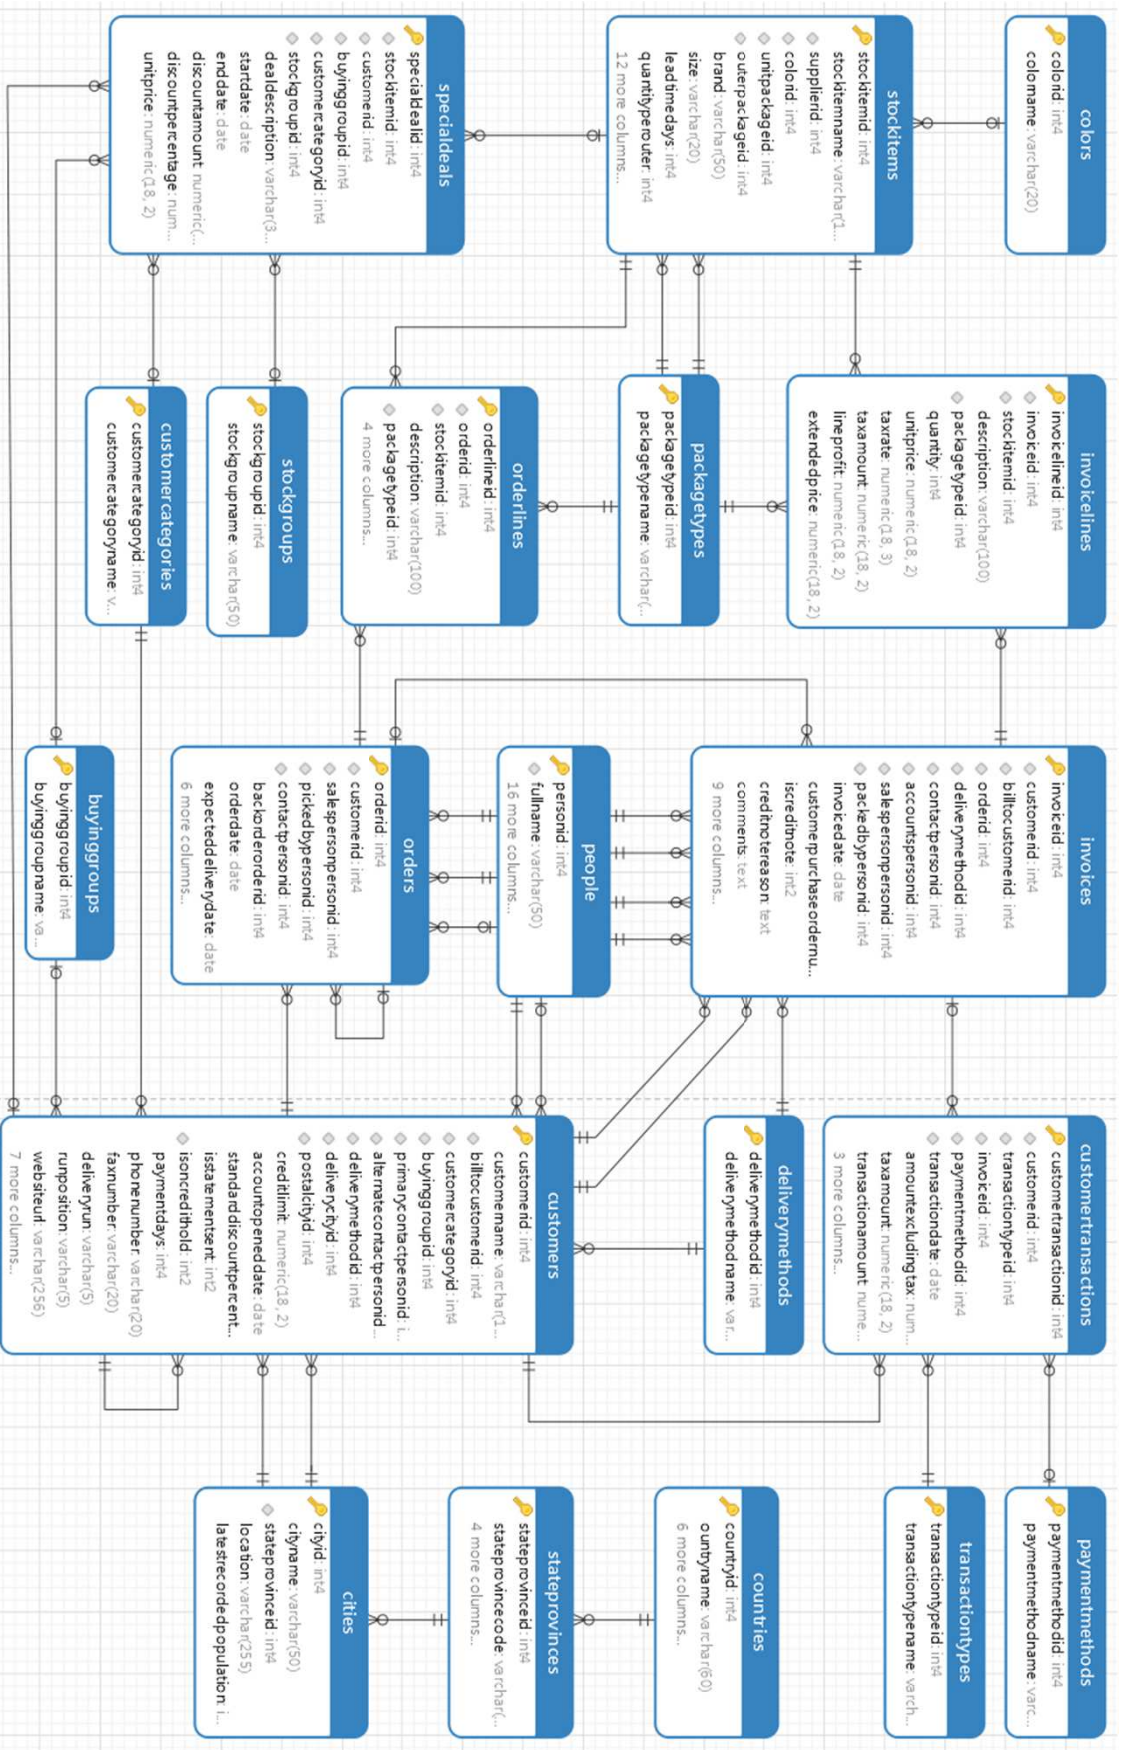 colors
colorid: int4
colorname: varchar(20)
invoicelines
invoicelineid: int4
invoiceid: int4
stockitemid: int4
description: varchar(100)
packagetypeid: int4
quantity: int4
unitprice: numeric(18, 2)
taxrate: numeric(18, 3)
taxamount: numeric(18, 2)
lineprofit: numeric(18, 2)
extendedprice: numeric(18, 2)
invoices
invoiceid: int4
customerid: int4
billtocustomerid: int4
orderid: int4
deliverymethodid: int4
contactpersonid: int4
accountspersonid: int4
salespersonpersonid: int4
packedbypersonid: int4
invoicedate: date
customerpurchaseordernu...
iscreditnote: int2
creditnotereason: text
comments: text
9 more columns...
customertransactions
customertransactionid: int4
customerid: int4
transactiontypeid: int4
invoiceid: int4
paymentmethodid: int4
transactiondate: date
amountexcludingtax: num...
taxamount: numeric(18, 2)
transactionamount: nume...
3 more columns...
paymentmethods
paymentmethodid: int4
paymentmethodname: varc...
transactiontypes
transactiontypeid: int4
transactiontypename: varch...
stockitems
stockitemid: int4
stockitemname: varchar(1...
supplierid: int4
colorid: int4
unitpackageid: int4
outerpackageid: int4
brand: varchar(50)
size: varchar(20)
leadtimedays: int4
quantityperouter: int4
12 more columns...
packagetypes
packagetypeid: int4
packagetypename: varchar(...
people
personid: int4
fullname: varchar(50)
16 more columns...
deliverymethods
deliverymethodid: int4
deliverymethodname: var...
countries
countryid: int4
ountryname: varchar(60)
6 more columns...
specialdeals
specialdealid: int4
stockitemid: int4
customerid: int4
buyinggroupid: int4
customercategoryid: int4
stockgroupid: int4
dealdescription: varchar(3...
startdate: date
enddate: date
discountamount: numeric(...
discountpercentage: num...
unitprice: numeric(18, 2)
orderlines
orderlineid: int4
orderid: int4
stockitemid: int4
description: varchar(100)
packagetypeid: int4
4 more columns...
orders
orderid: int4
customerid: int4
salespersonpersonid: int4
pickedbypersonid: int4
contactpersonid: int4
backorderorderid: int4
orderdate: date
expecteddeliverydate: date
6 more columns...
customers
customerid: int4
customername: varchar(1...
billtocustomerid: int4
customercategoryid: int4
buyinggroupid: int4
primarycontactpersonid: i...
alternatecontactpersonid...
deliverymethodid: int4
deliverycityid: int4
postalcityid: int4
creditlimit: numeric(18, 2)
accountopeneddate: date
standarddiscountpercent...
isstatementsent: int2
isoncredithold: int2
paymentdays: int4
phonenumber: varchar(20)
faxnumber: varchar(20)
deliveryrun: varchar(5)
runposition: varchar(5)
websiteurl: varchar(256)
7 more columns...
stateprovinces
stateprovinceid: int4
stateprovincecode: varchar(...
4 more columns...
stockgroups
stockgroupid: int4
stockgroupname: varchar(50)
cities
cityid: int4
cityname: varchar(50)
stateprovinceid: int4
location: varchar(255)
latestrecordedpopulation: i...
customercategories
customercategoryid: int4
customercategoryname: v...
buyinggroups
buyinggroupid: int4
buyinggroupname: va...